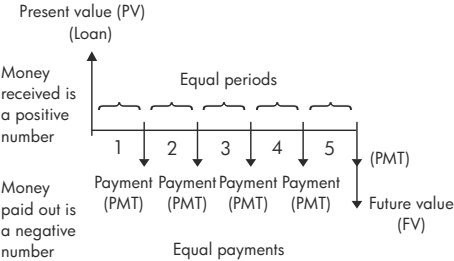 Present value (PV)
(Loan)
Money
received is
a positive
number
Equal periods
1 2 3 4 5
(PMT)
Money
paid out is
a negative
number
Payment Payment Payment Payment
(PMT) (PMT) (PMT) (PMT)
Future value
(FV)
Equal payments